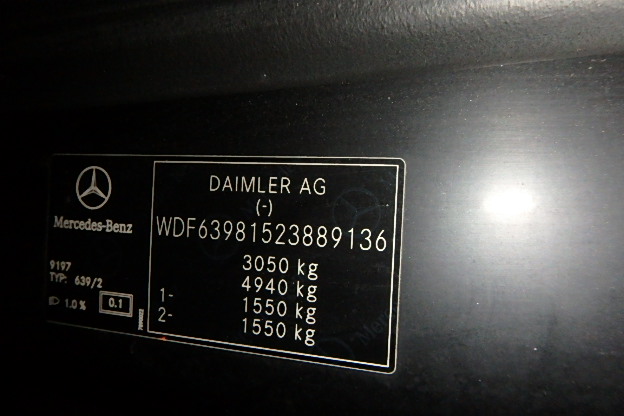 Mercedes-Benz
9197
TYP: 639/2
1.0 %
0.1
DAIMLER AG
(-)
WDF63981523889136
3050 kg
4940 kg
1- 1550 kg
2- 1550 kg